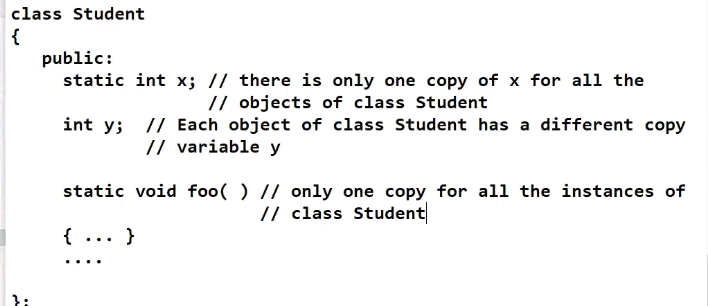 class Student
{
public:
static int x; // there is only one copy of x for all the
// objects of class Student
int y; // Each object of class Student has a different copy
// variable y
static void foo( ) // only one copy for all the instances of
// class Student
{ ... }
....
};